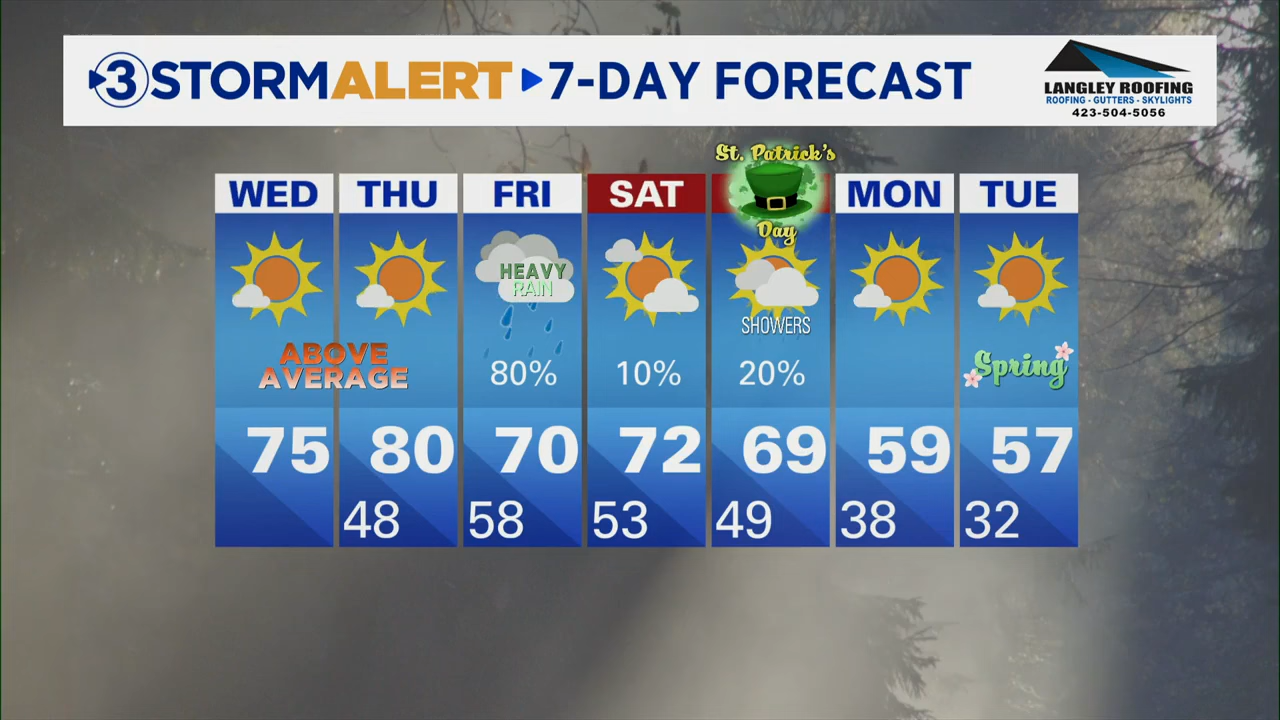 3 STORMALERT 7-DAY FORECAST
LANGLEY ROOFING
ROOFING - GUTTERS - SKYLIGHTS
423-504-5056
St. Patrick's
Day
WED THU FRI SAT MON TUE
HEAVY
RAIN
SHOWERS
ABOVE
AVERAGE
Spring
80% 10% 20%
75 80 70 72 69 59 57
48 58 53 49 38 32